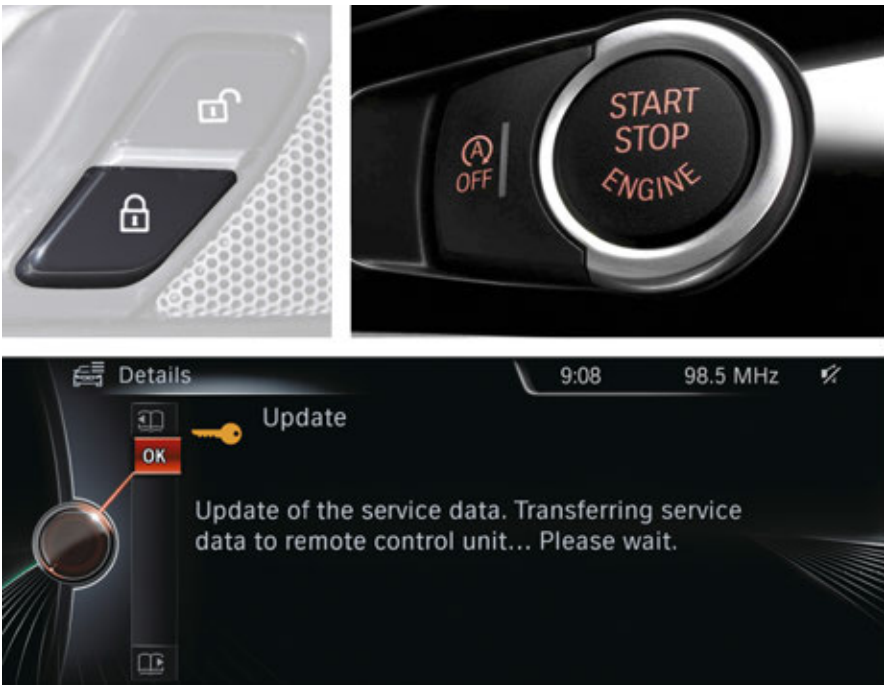 START
STOP
ENGINE
A
OFF
Details
9:08
98.5 MHz
Update
OK
Update of the service data. Transferring service
data to remote control unit... Please wait.